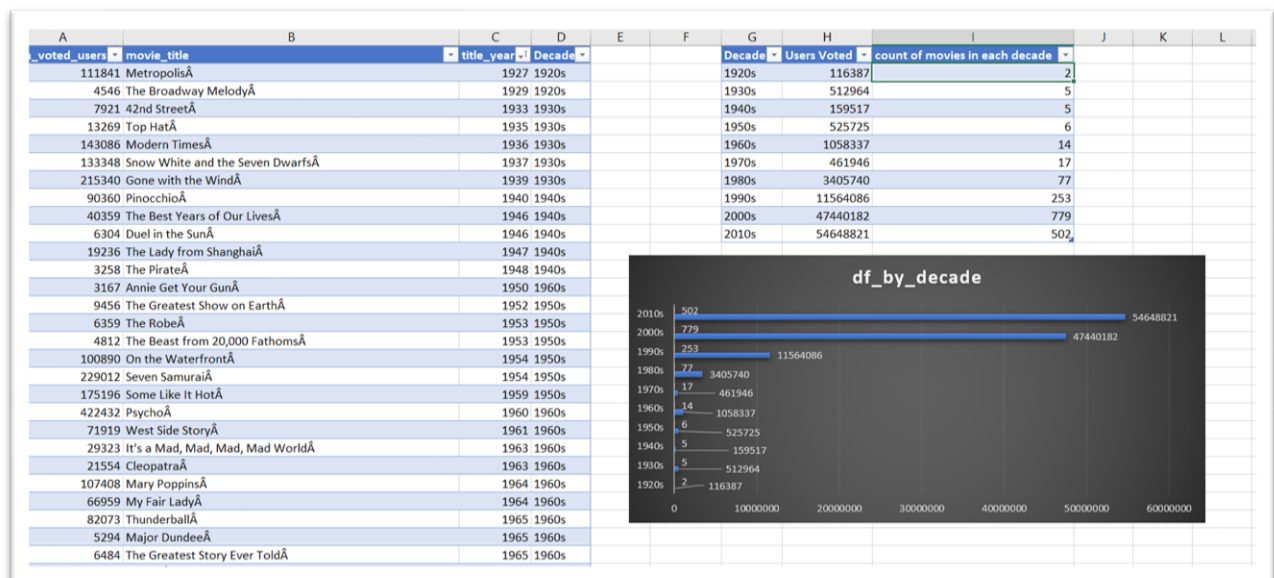 A B C D E F G H I J K L
_voted_users movie_title title_year Decade Decade Users Voted count of movies in each decade
111841 MetropolisÂ 1927 1920s 1920s 116387 2
4546 The Broadway MelodyÂ 1929 1920s 1930s 512964 5
7921 42nd StreetÂ 1933 1930s 1940s 159517 5
13269 Top HatÂ 1935 1930s 1950s 525725 6
143086 Modern TimesÂ 1936 1930s 1960s 1058337 14
133348 Snow White and the Seven DwarfsÂ 1937 1930s 1970s 461946 17
215340 Gone with the WindÂ 1939 1930s 1980s 3405740 77
90360 PinocchioÂ 1940 1940s 1990s 11564086 253
40359 The Best Years of Our LivesÂ 1946 1940s 2000s 47440182 779
6304 Duel in the SunÂ 1946 1940s 2010s 54648821 502
19236 The Lady from ShanghaiÂ 1947 1940s
3258 The PirateÂ 1948 1940s
3167 Annie Get Your GunÂ 1950 1960s
9456 The Greatest Show on EarthÂ 1952 1950s
6359 The RobeÂ 1953 1950s
4812 The Beast from 20,000 FathomsÂ 1953 1950s
100890 On the WaterfrontÂ 1954 1950s
229012 Seven SamuraiÂ 1954 1950s
175196 Some Like It HotÂ 1959 1950s
422432 PsychoÂ 1960 1960s
71919 West Side StoryÂ 1961 1960s
29323 It's a Mad, Mad, Mad, Mad WorldÂ 1963 1960s
21554 CleopatraÂ 1963 1960s
107408 Mary PoppinsÂ 1964 1960s
66959 My Fair LadyÂ 1964 1960s
82073 ThunderballÂ 1965 1960s
5294 Major DundeeÂ 1965 1960s
6484 The Greatest Story Ever ToldÂ 1965 1960s
df_by_decade
2010s 502 54648821
2000s 779 47440182
1990s 253 11564086
1980s 77 3405740
1970s 17 461946
1960s 14 1058337
1950s 6 525725
1940s 5 159517
1930s 5 512964
1920s 2 116387
0 10000000 20000000 30000000 40000000 50000000 60000000